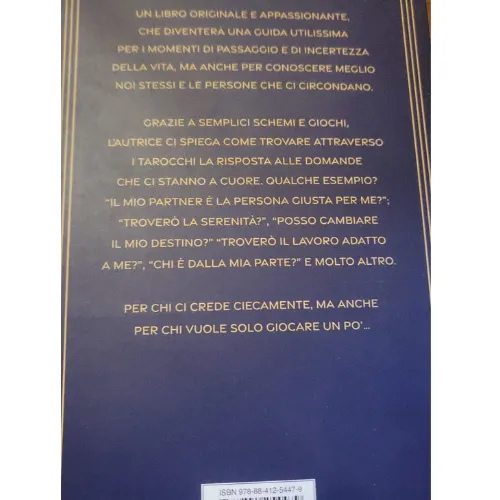 UN LIBRO ORIGINALE E APPASSIONANTE,
CHE DIVENTERÀ UNA GUIDA UTILISSIMA
PER I MOMENTI DI PASSAGGIO E DI INCERTEZZA
DELLA VITA, MA ANCHE PER CONOSCERE MEGLIO
NOI STESSI E LE PERSONE CHE CI CIRCONDANO.
GRAZIE A SEMPLICI SCHEMI E GIOCHI,
L'AUTRICE CI SPIEGA COME TROVARE ATTRAVERSO
I TAROCCHI LA RISPOSTA ALLE DOMANDE
CHE CI STANNO A CUORE. QUALCHE ESEMPIO?
"IL MIO PARTNER È LA PERSONA GIUSTA PER ME?";
"TROVERÒ LA SERENITÀ?", "POSSO CAMBIARE
IL MIO DESTINO?" "TROVERÒ IL LAVORO ADATTO
A ME?", "CHI È DALLA MIA PARTE?" E MOLTO ALTRO.
PER CHI CI CREDE CIECAMENTE, MA ANCHE
PER CHI VUOLE SOLO GIOCARE UN PO'...
ISBN 978-88-412-5447-9